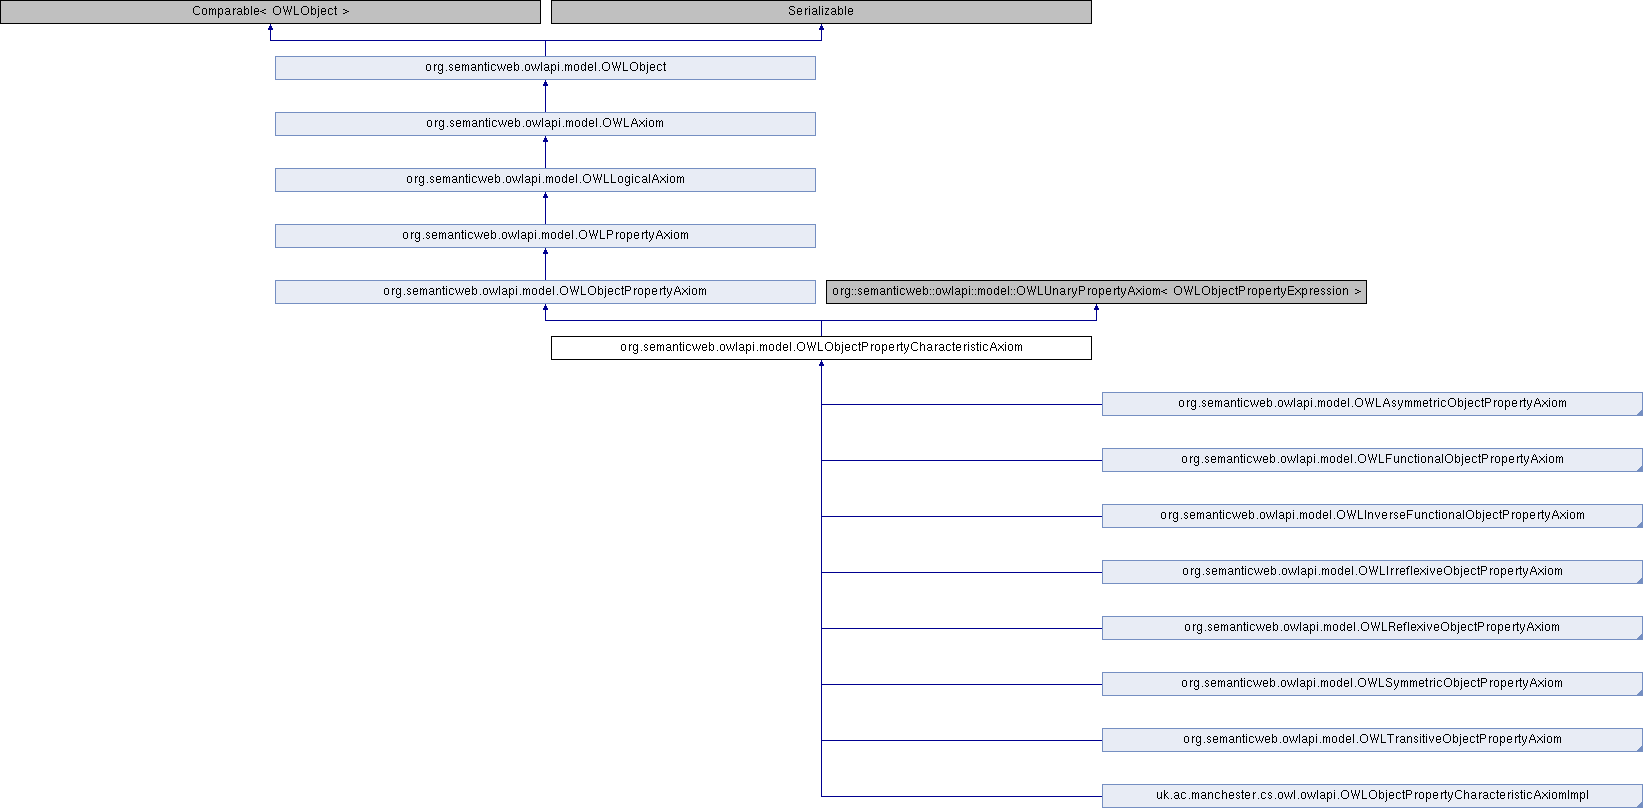 Comparable< OWLObject >
Serializable
org.semanticweb.owlapi.model.OWLObject
org.semanticweb.owlapi.model.OWLAxiom
org.semanticweb.owlapi.model.OWLLogicalAxiom
org.semanticweb.owlapi.model.OWLPropertyAxiom
org.semanticweb.owlapi.model.OWLObjectPropertyAxiom
org::semanticweb::owlapi::model::OWLUnaryPropertyAxiom< OWLObjectPropertyExpression >
org.semanticweb.owlapi.model.OWLObjectPropertyCharacteristicAxiom
org.semanticweb.owlapi.model.OWLAsymmetricObjectPropertyAxiom
org.semanticweb.owlapi.model.OWLFunctionalObjectPropertyAxiom
org.semanticweb.owlapi.model.OWLInverseFunctionalObjectPropertyAxiom
org.semanticweb.owlapi.model.OWLIrreflexiveObjectPropertyAxiom
org.semanticweb.owlapi.model.OWLReflexiveObjectPropertyAxiom
org.semanticweb.owlapi.model.OWLSymmetricObjectPropertyAxiom
org.semanticweb.owlapi.model.OWLTransitiveObjectPropertyAxiom
uk.ac.manchester.cs.owl.owlapi.OWLObjectPropertyCharacteristicAxiomImpl